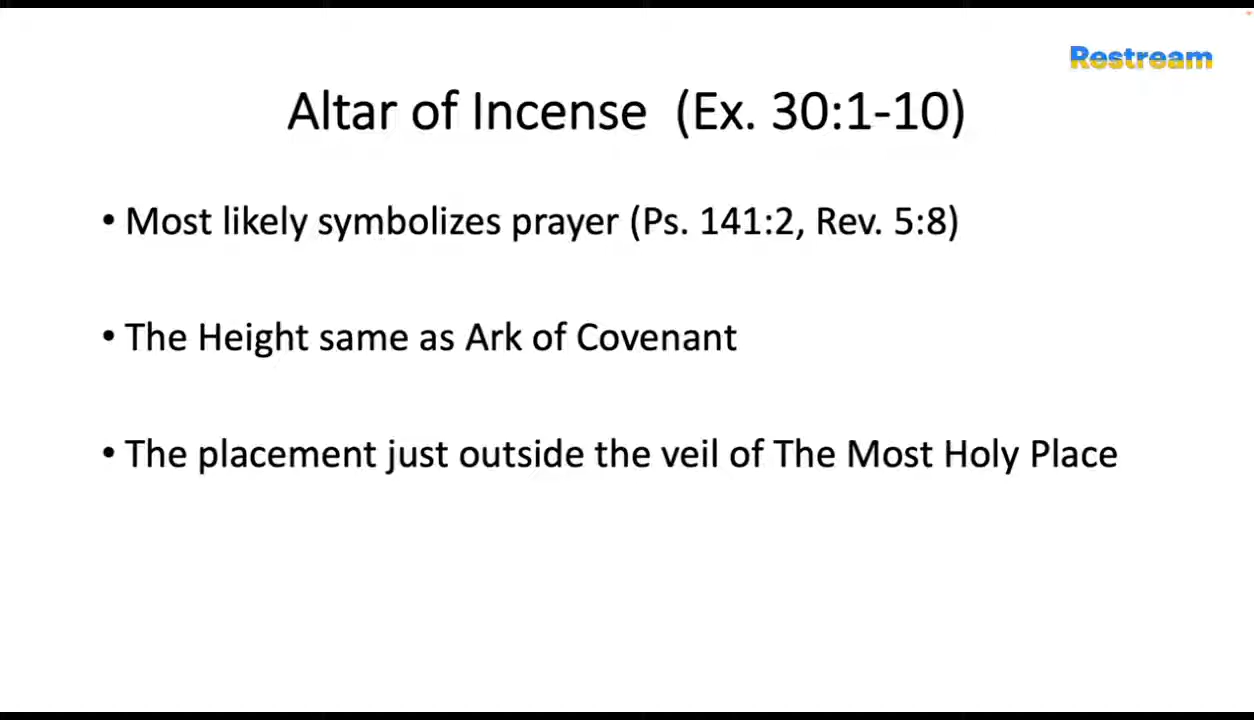 Restream
Altar of Incense (Ex. 30:1-10)
• Most likely symbolizes prayer (Ps. 141:2, Rev. 5:8)
• The Height same as Ark of Covenant
• The placement just outside the veil of The Most Holy Place